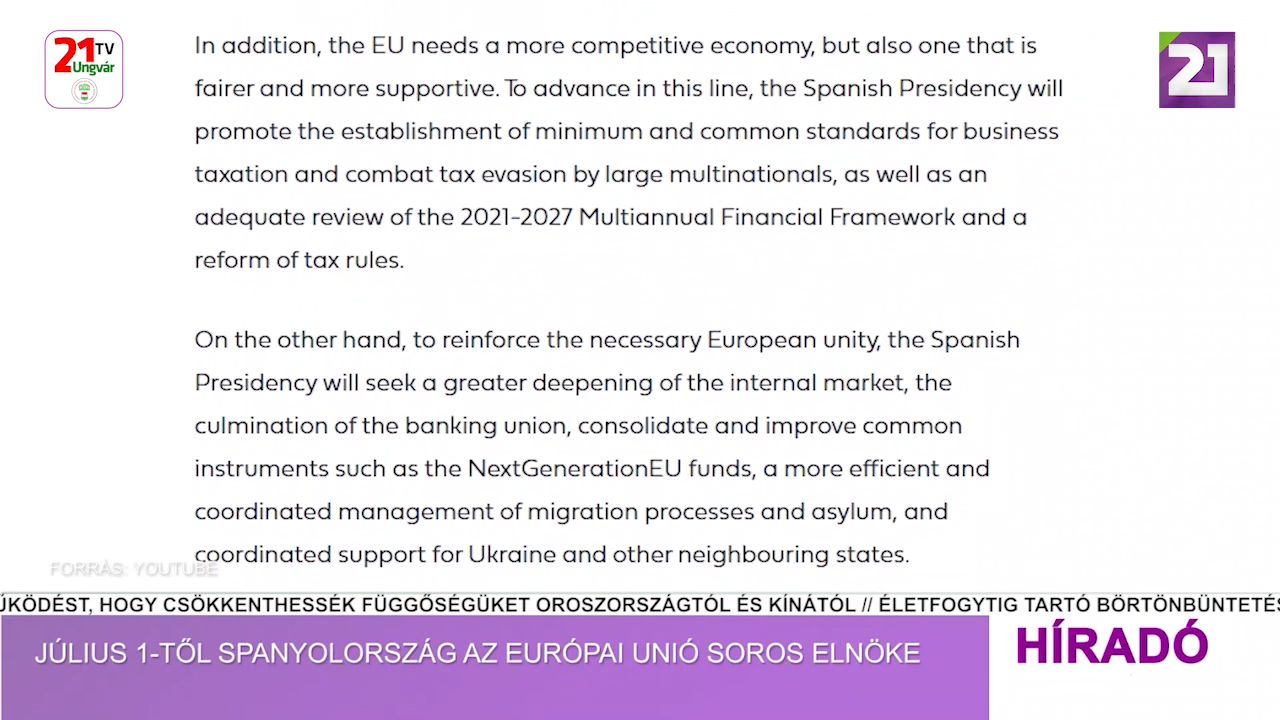 21 TV
Ungvár
21
In addition, the EU needs a more competitive economy, but also one that is
fairer and more supportive. To advance in this line, the Spanish Presidency will
promote the establishment of minimum and common standards for business
taxation and combat tax evasion by large multinationals, as well as an
adequate review of the 2021-2027 Multiannual Financial Framework and a
reform of tax rules.
On the other hand, to reinforce the necessary European unity, the Spanish
Presidency will seek a greater deepening of the internal market, the
culmination of the banking union, consolidate and improve common
instruments such as the NextGenerationEU funds, a more efficient and
coordinated management of migration processes and asylum, and
coordinated support for Ukraine and other neighbouring states.
FORRÁS: YOUTUBE
ŰKÖDÉST, HOGY CSÖKKENTHESSÉK FÜGGŐSÉGÜKET OROSZORSZÁGTÓL ÉS KÍNÁTÓL // ÉLETFOGYTIG TARTÓ BÖRTÖNBÜNTETÉS
JÚLIUS 1-TŐL SPANYOLORSZÁG AZ EURÓPAI UNIÓ SOROS ELNÖKE
HÍRADÓ